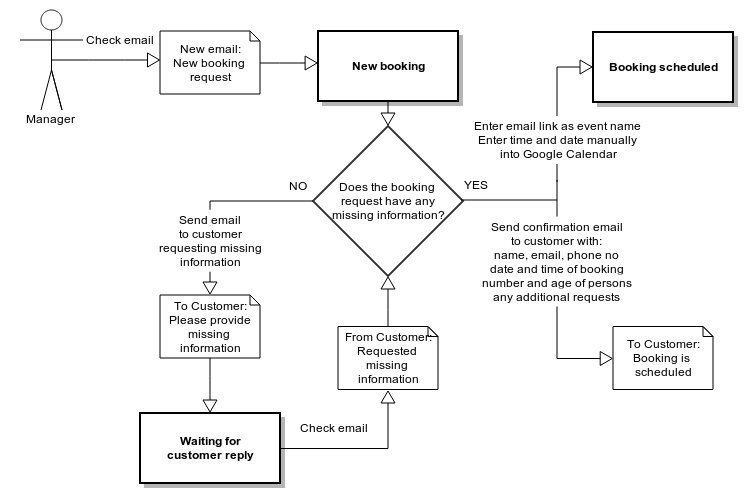 Check email
Manager
New email:
New booking
request
New booking
Booking scheduled
Enter email link as event name
Enter time and date manually
into Google Calendar
Does the booking
request have any
missing information?
NO
YES
Send email
to customer
requesting missing
information
Send confirmation email
to customer with:
name, email, phone no
date and time of booking
number and age of persons
any additional requests
To Customer:
Please provide
missing
information
From Customer:
Requested
missing
information
To Customer:
Booking is
scheduled
Waiting for
customer reply
Check email